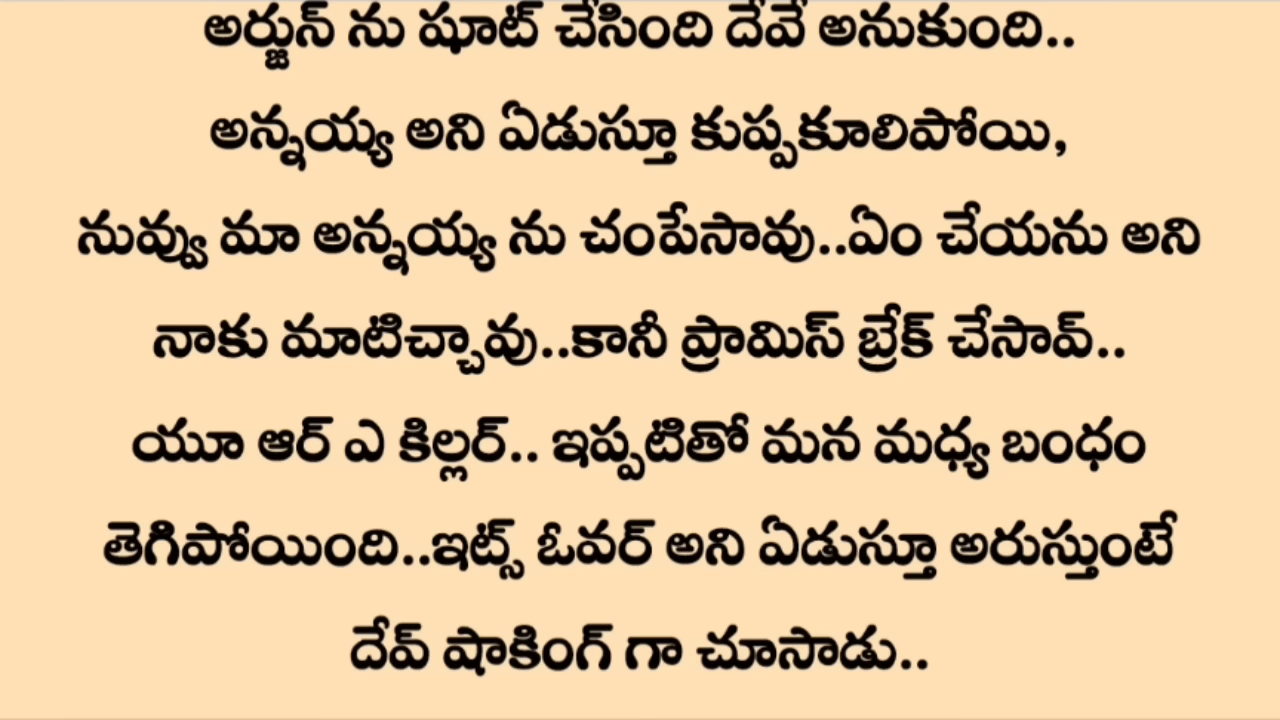 అర్జున్ ను షూట్ చేసింది దేవే అనుకుంది..
అన్నయ్య అని ఏడుస్తూ కుప్పకూలిపోయి,
నువ్వు మా అన్నయ్య ను చంపేసావు..ఏం చేయను అని
నాకు మాటిచ్చావు..కానీ ప్రామిస్ బ్రేక్ చేసావ్..
యూ ఆర్ ఎ కిల్లర్.. ఇప్పటితో మన మధ్య బంధం
తెగిపోయింది..ఇట్స్ ఓవర్ అని ఏడుస్తూ అరుస్తుంటే
దేవ్ షాకింగ్ గా చూసాడు..